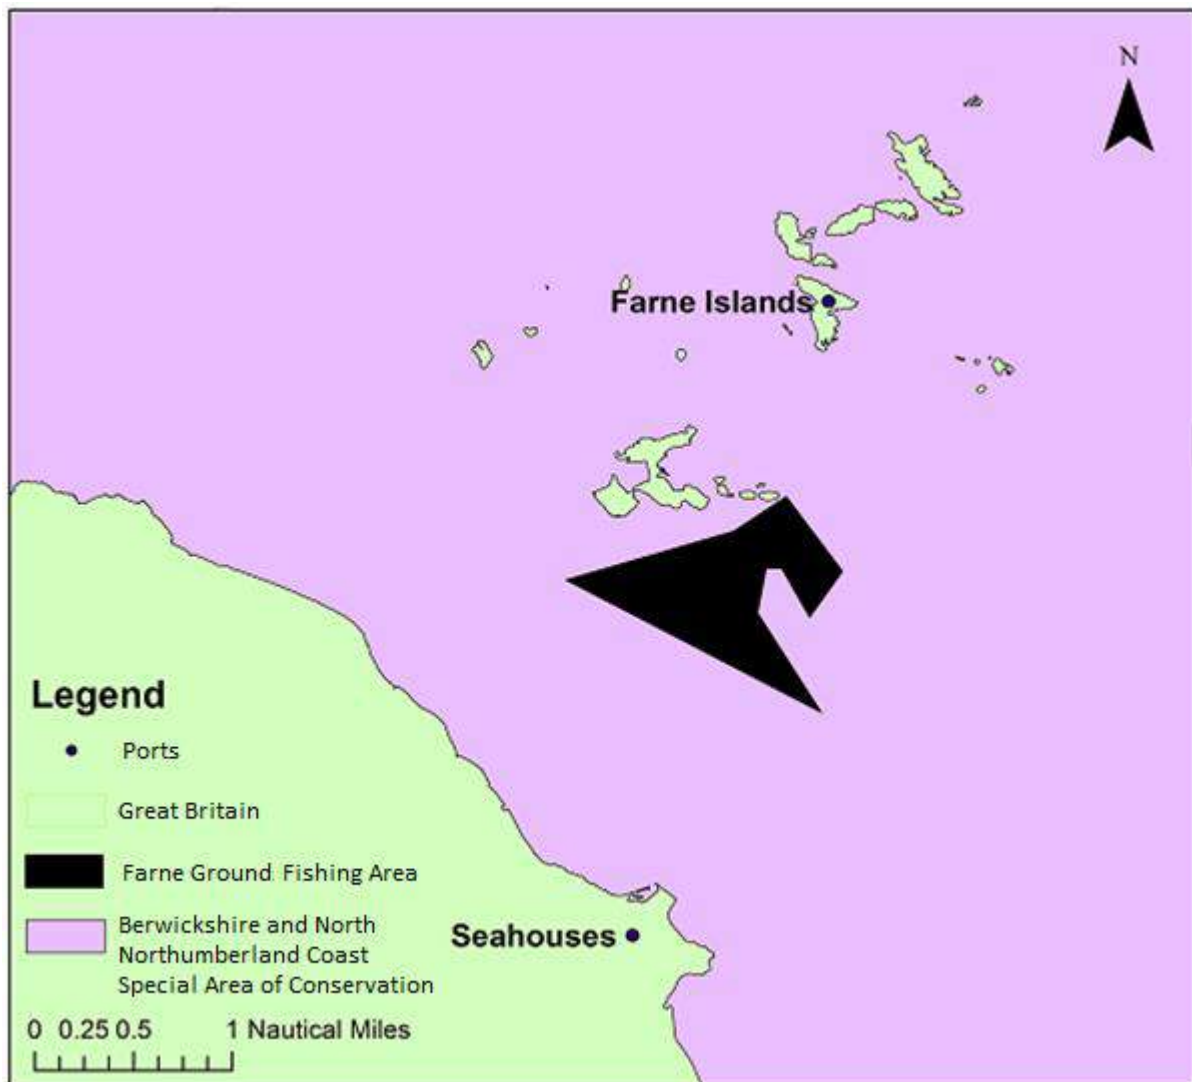 N
Farne Islands
Legend
Ports
Great Britain
Farne Ground Fishing Area
Berwickshire and North
Northumberland Coast
Special Area of Conservation
Seahouses
0 0.25 0.5 1 Nautical Miles